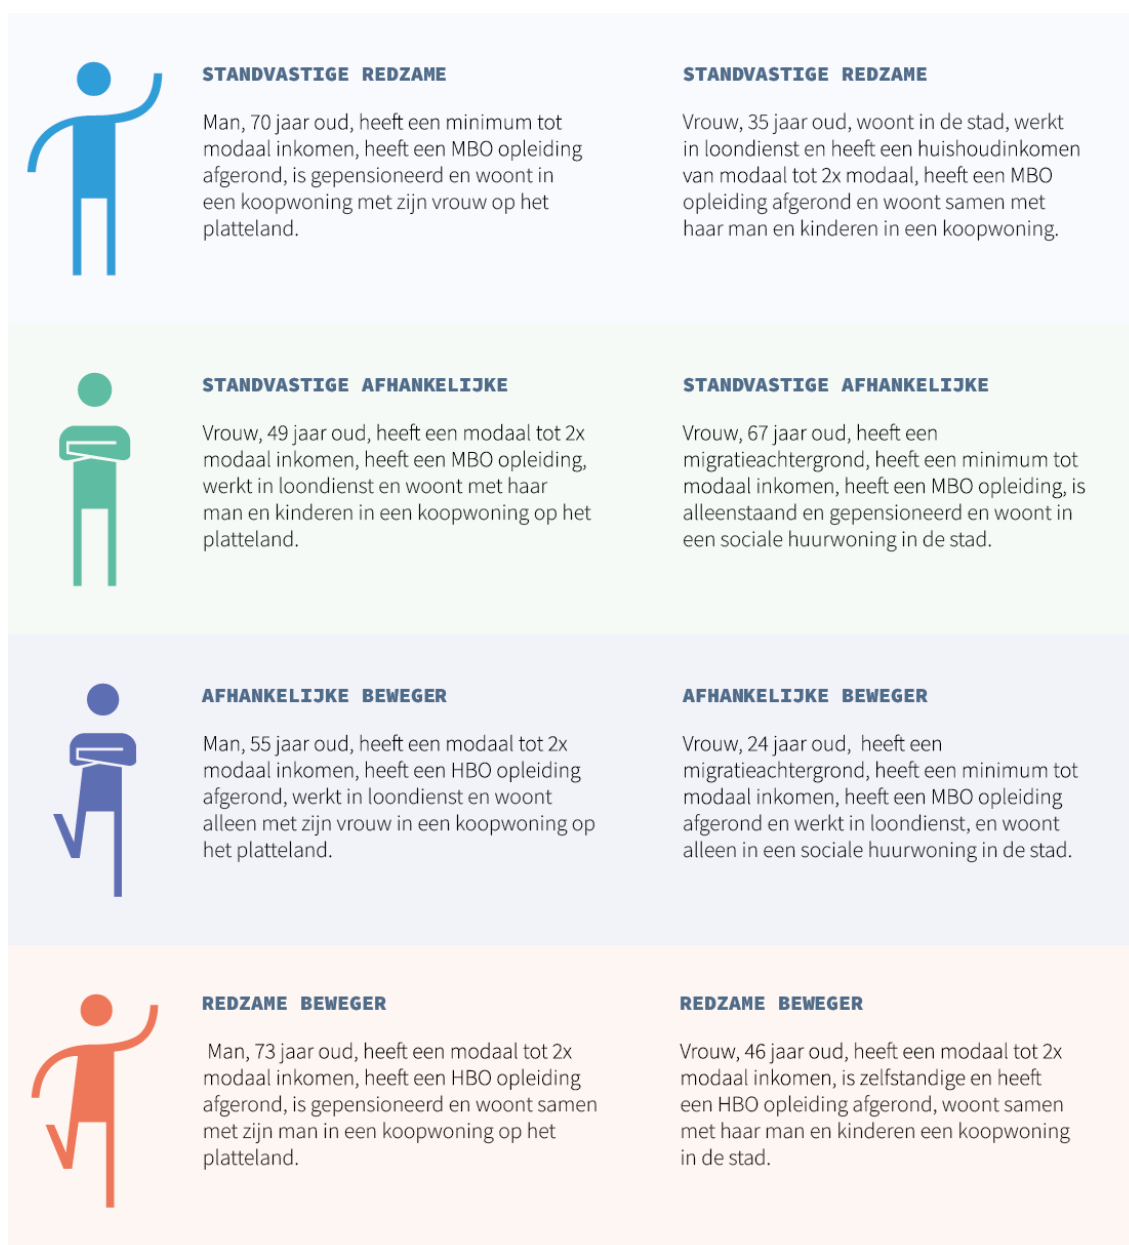 STANDVASTIGE REDZAME
Man, 70 jaar oud, heeft een minimum tot
modaal inkomen, heeft een MBO opleiding
afgerond, is gepensioneerd en woont in
een koopwoning met zijn vrouw op het
platteland.
STANDVASTIGE REDZAME
Vrouw, 35 jaar oud, woont in de stad, werkt
in loondienst en heeft een huishoudinkomen
van modaal tot 2x modaal, heeft een MBO
opleiding afgerond en woont samen met
haar man en kinderen in een koopwoning.
STANDVASTIGE AFHANKELIJKE
Vrouw, 49 jaar oud, heeft een modaal tot 2x
modaal inkomen, heeft een MBO opleiding,
werkt in loondienst en woont met haar
man en kinderen in een koopwoning op het
platteland.
STANDVASTIGE AFHANKELIJKE
Vrouw, 67 jaar oud, heeft een
migratieachtergrond, heeft een minimum tot
modaal inkomen, heeft een MBO opleiding, is
alleenstaand en gepensioneerd en woont in
een sociale huurwoning in de stad.
AFHANKELIJKE BEWEGER
Man, 55 jaar oud, heeft een modaal tot 2x
modaal inkomen, heeft een HBO opleiding
afgerond, werkt in loondienst en woont
alleen met zijn vrouw in een koopwoning op
het platteland.
AFHANKELIJKE BEWEGER
Vrouw, 24 jaar oud, heeft een
migratieachtergrond, heeft een minimum tot
modaal inkomen, heeft een MBO opleiding
afgerond en werkt in loondienst, en woont
alleen in een sociale huurwoning in de stad.
REDZAME BEWEGER
Man, 73 jaar oud, heeft een modaal tot 2x
modaal inkomen, heeft een HBO opleiding
afgerond, is gepensioneerd en woont samen
met zijn man in een koopwoning op het
platteland.
REDZAME BEWEGER
Vrouw, 46 jaar oud, heeft een modaal tot 2x
modaal inkomen, is zelfstandige en heeft
een HBO opleiding afgerond, woont samen
met haar man en kinderen een koopwoning
in de stad.